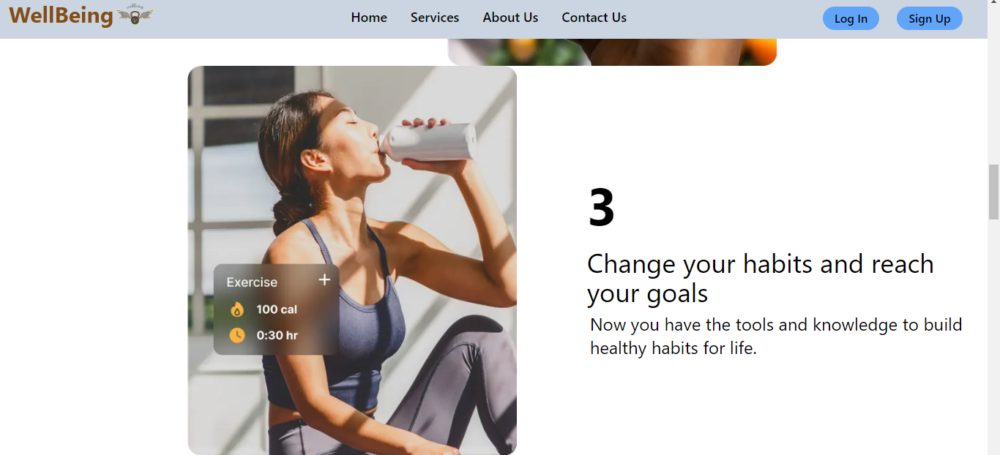 WellBeing
wellbeing
Home Services About Us Contact Us
Log In Sign Up
Exercise +
100 cal
0:30 hr
3
Change your habits and reach
your goals
Now you have the tools and knowledge to build
healthy habits for life.